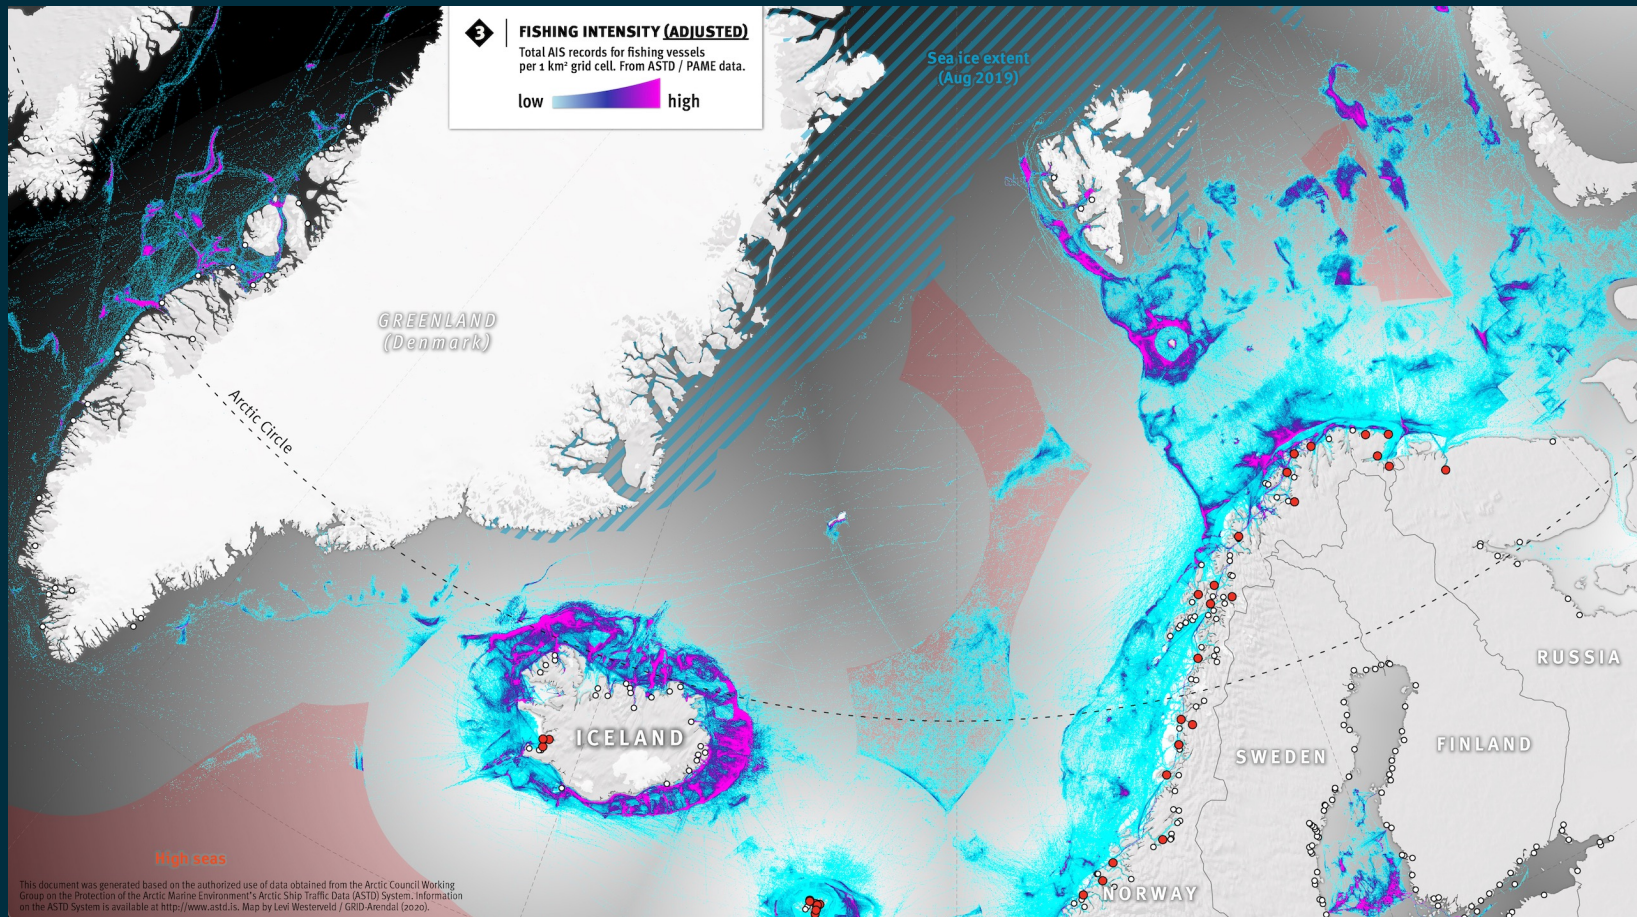 3
FISHING INTENSITY (ADJUSTED)
Total AIS records for fishing vessels
per 1 km² grid cell. From ASTD / PAME data.
low
high
Sea ice extent
(Aug 2019)
GREENLAND
(Denmark)
Arctic Circle
ICELAND
RUSSIA
SWEDEN
FINLAND
NORWAY
High seas
This document was generated based on the authorized use of data obtained from the Arctic Council Working
Group on the Protection of the Arctic Marine Environment's Arctic Ship Traffic Data (ASTD) System. Information
on the ASTD System is available at http://www.astd.is. Map by Levi Westerveld / GRID-Arendal (2020).